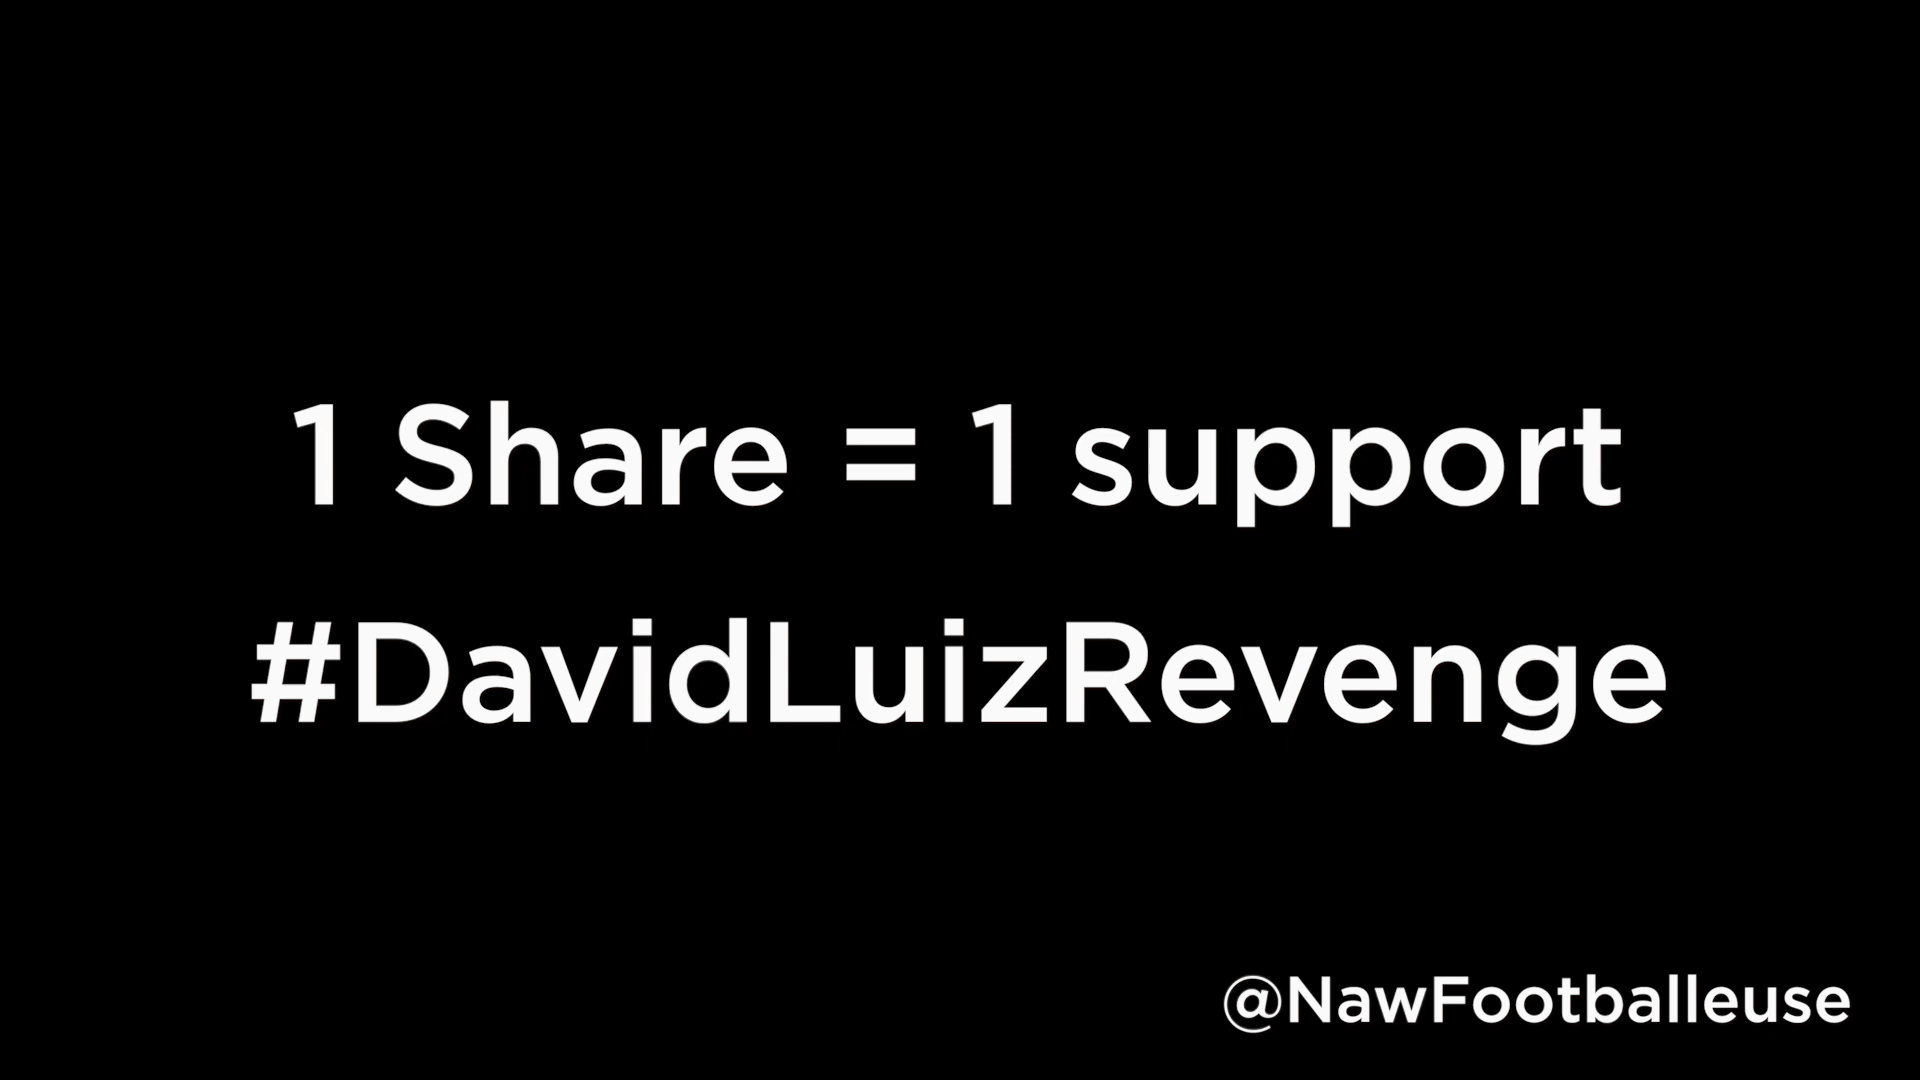 1 Share = 1 support
#DavidLuizRevenge
@NawFootballeuse